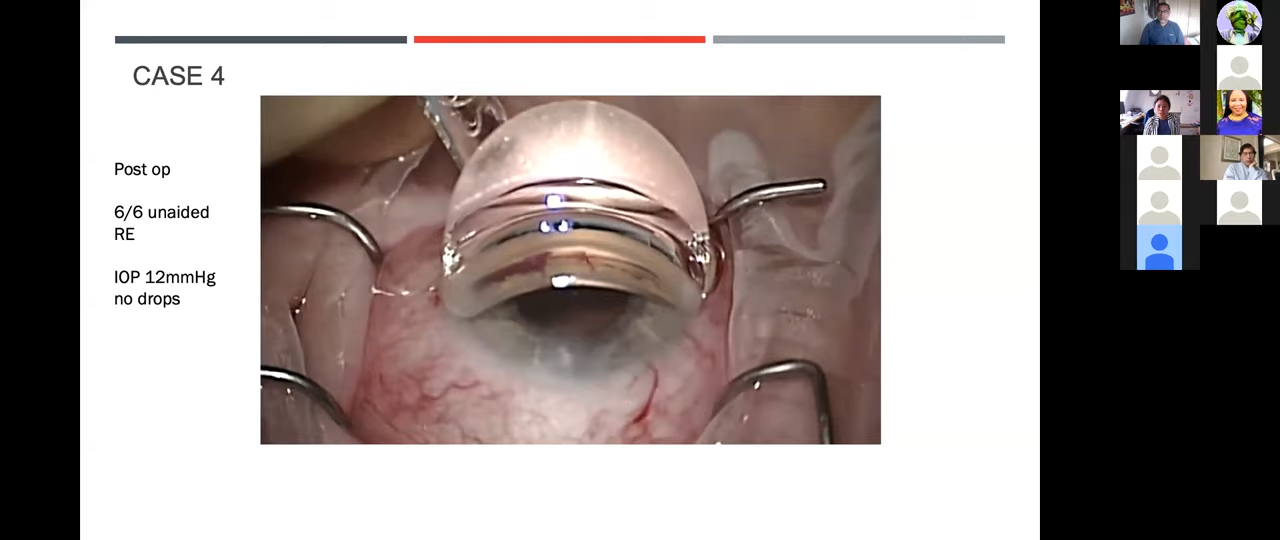 CASE 4
Post op
6/6 unaided
RE
IOP 12mmHg
no drops